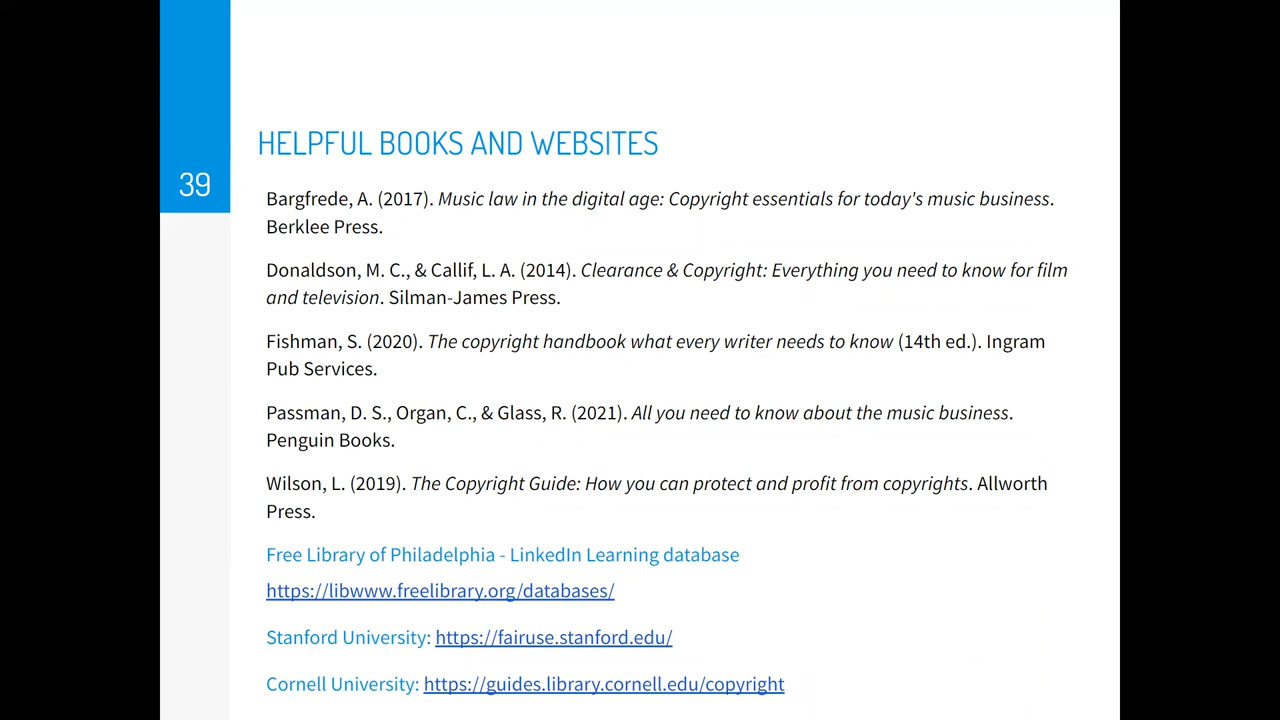 HELPFUL BOOKS AND WEBSITES
39
Bargfrede, A. (2017). Music law in the digital age: Copyright essentials for today's music business.
Berklee Press.
Donaldson, M. C., & Callif, L. A. (2014). Clearance & Copyright: Everything you need to know for film
and television. Silman-James Press.
Fishman, S. (2020). The copyright handbook what every writer needs to know (14th ed.). Ingram
Pub Services.
Passman, D. S., Organ, C., & Glass, R. (2021). All you need to know about the music business.
Penguin Books.
Wilson, L. (2019). The Copyright Guide: How you can protect and profit from copyrights. Allworth
Press.
Free Library of Philadelphia - LinkedIn Learning database
https://libwww.freelibrary.org/databases/
Stanford University: https://fairuse.stanford.edu/
Cornell University: https://guides.library.cornell.edu/copyright